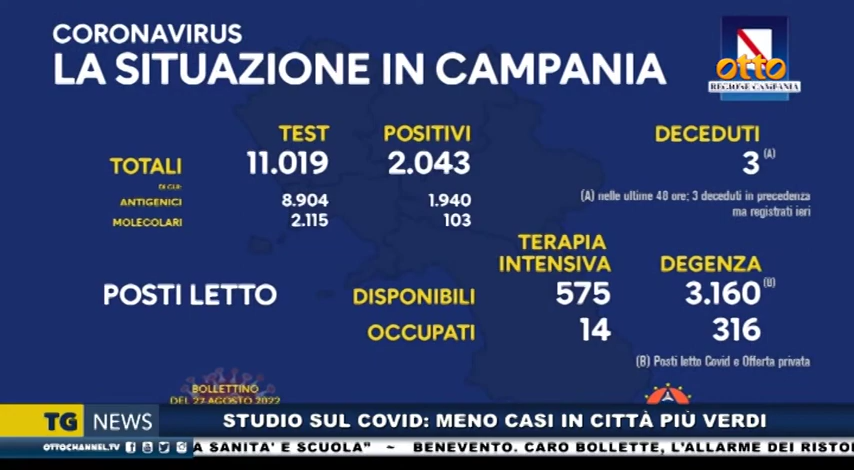 CORONAVIRUS
LA SITUAZIONE IN CAMPANIA
otto
REGIONE CAMPANIA
TEST POSITIVI DECEDUTI
TOTALI 11.019 2.043 3 (A)
DI CUI:
ANTIGENICI 8.904 1.940
MOLECOLARI 2.115 103
(A) nelle ultime 48 ore; 3 deceduti in precedenza
ma registrati ieri
TERAPIA
INTENSIVA DEGENZA
POSTI LETTO DISPONIBILI 575 3.160 (B)
OCCUPATI 14 316
(B) Posti letto Covid e Offerta privata
BOLLETTINO
DEL 27 AGOSTO 2022
TG NEWS STUDIO SUL COVID: MENO CASI IN CITTÀ PIÙ VERDI
OTTOCHANNEL.TV A SANITA' E SCUOLA" ~ BENEVENTO. CARO BOLLETTE, L'ALLARME DEI RISTO